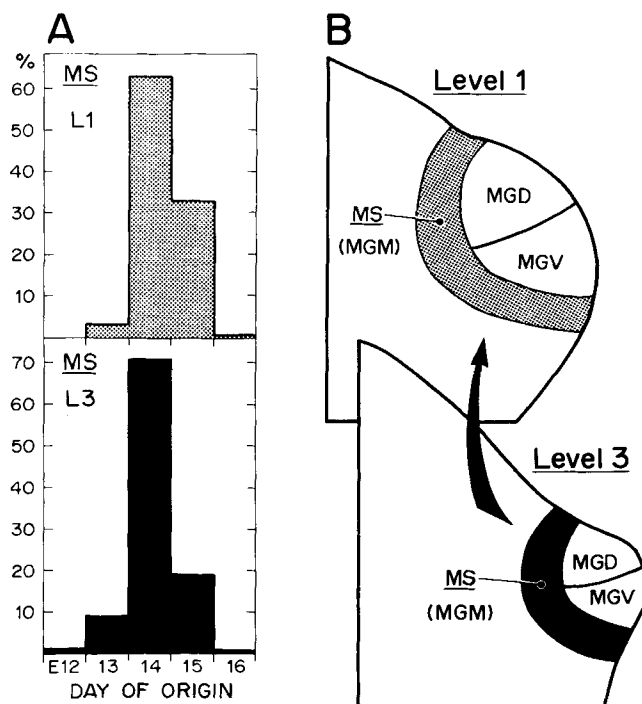 A
%
MS
L1
60
50
40
30
20
10
MS
L3
70
60
50
40
30
20
10
E12 13 14 15 16
DAY OF ORIGIN
B
Level 1
MGD
MS
(MGM)
MGV
Level 3
MGD
MS
(MGM)
MGV